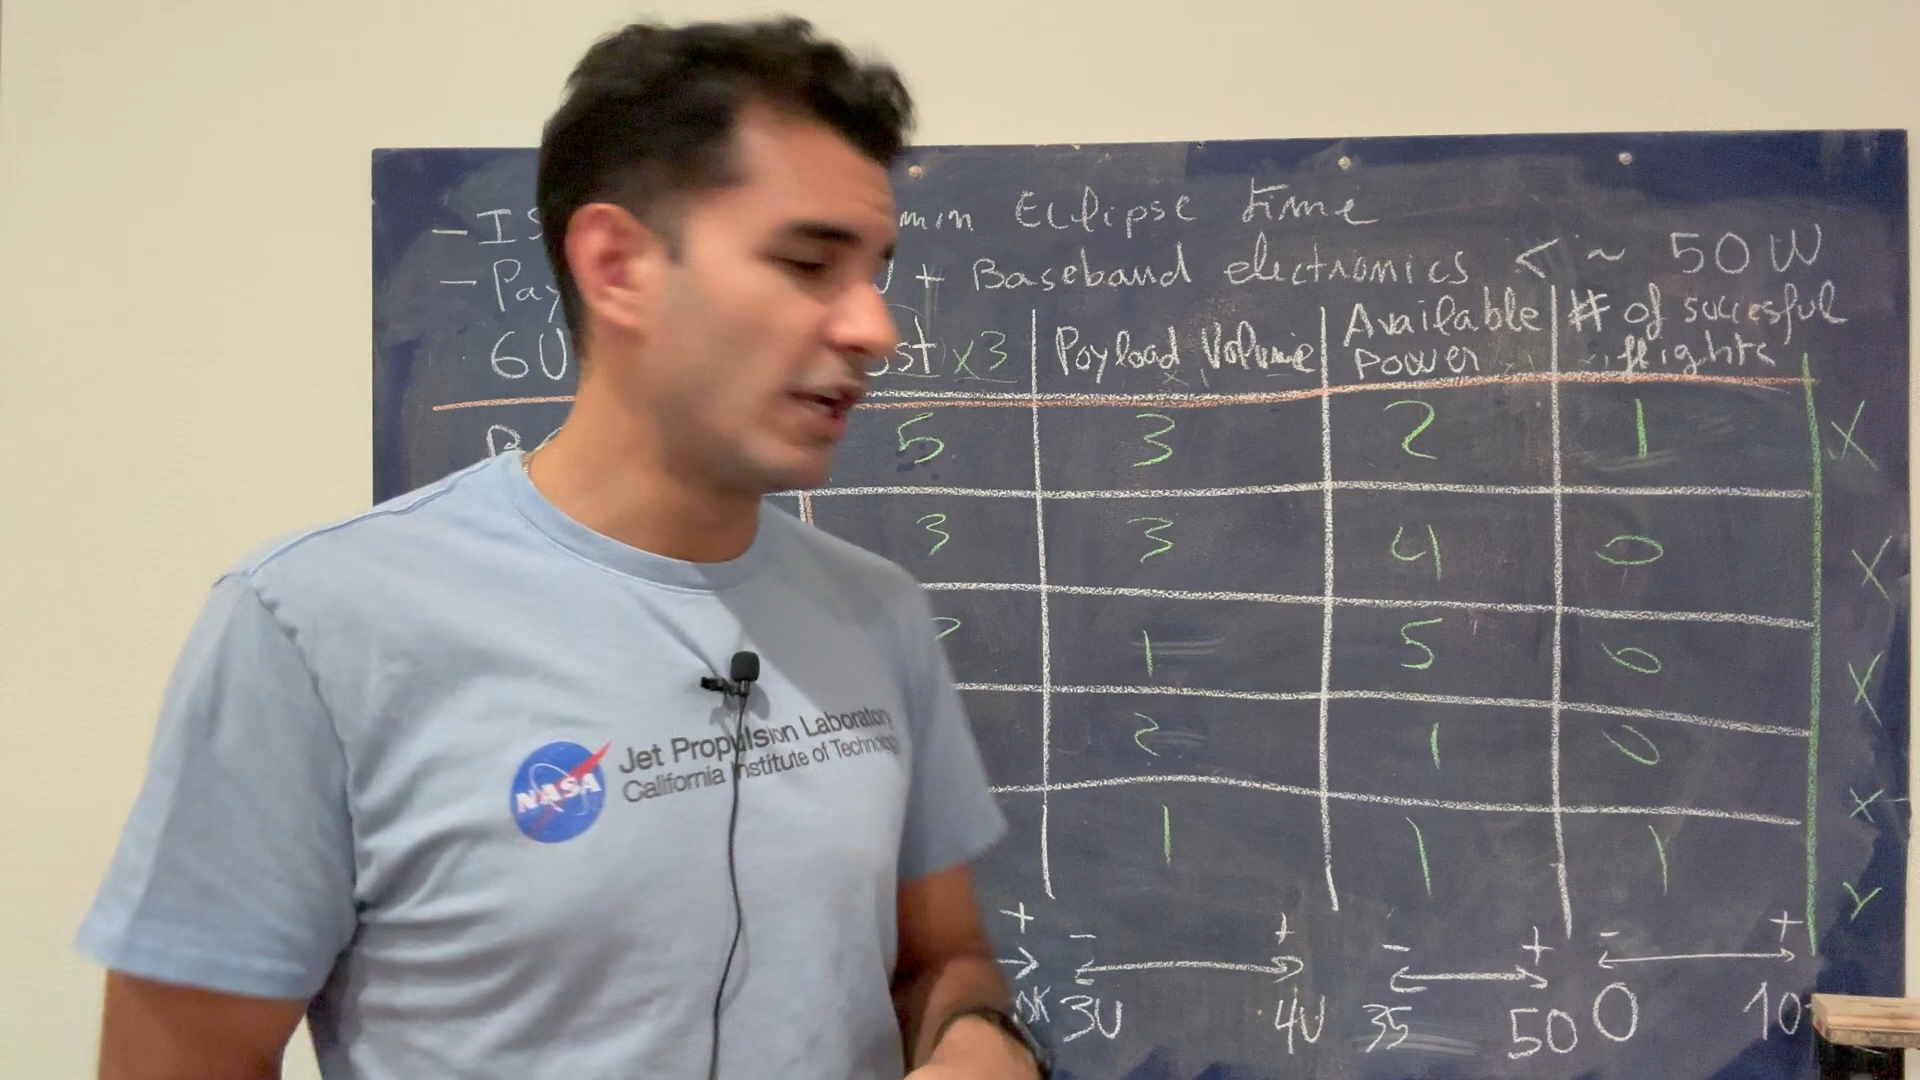 min Eclipse time
+ Baseband electronics < ~ 50 W
6U
x3
Payload Volume
Available Power
# of succesful flights
5 3 2 1 X
3 3 4 0 X
1 5 0 X
2 1 0 X
1 1 1 Y
+ - + - + - +
3U 4U 35 50 0 10
NASA
Jet Propulsion Laboratory
California Institute of Technology